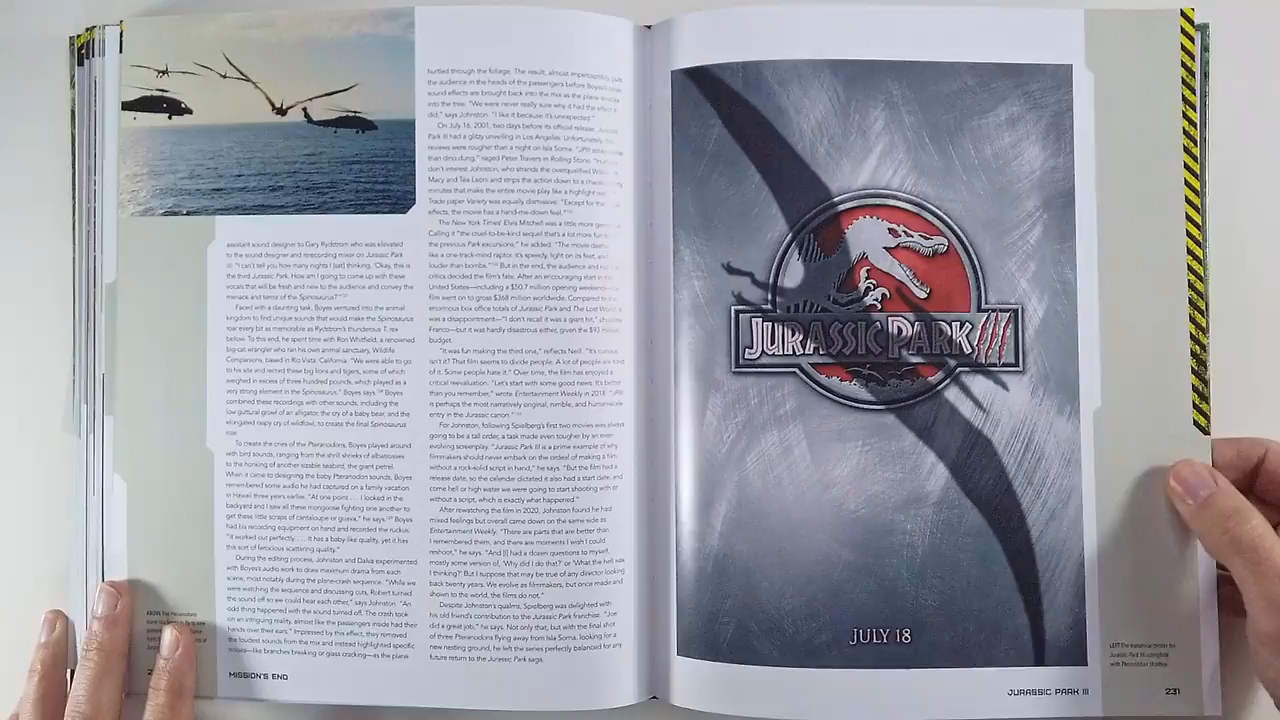 assistant sound designer to Gary Rydstrom who was elevated
to the sound designer and rerecording mixer on Jurassic Park
III. "I can't tell you how many nights I [sat] thinking, 'Okay, this is
the third Jurassic Park. How am I going to come up with these
vocals that will be fresh and new to the audience and convey the
menace and terror of the Spinosaurus?'"
Faced with a daunting task, Boyes ventured into the animal
kingdom to find unique sounds that would make the Spinosaurus
roar every bit as memorable as Rydstrom's thunderous T. rex
bellow. To this end, he spent time with Ron Whitfield, a renowned
big-cat wrangler who ran his own animal sanctuary, Wildlife
Companions, based in Rio Vista, California. "We were able to go
to his site and record these big lions and tigers, some of which
weighed in excess of three hundred pounds, which played as a
very strong element in the Spinosaurus," Boyes says. Boyes
combined these recordings with other sounds, including the
low guttural growl of an alligator, the cry of a baby bear, and the
elongated raspy cry of wildfowl, to create the final Spinosaurus
roar.
To create the cries of the Pteranodons, Boyes played around
with bird sounds, ranging from the shrill shrieks of albatrosses
to the honking of another sizable seabird, the giant petrel.
When it came to designing the baby Pteranodon sounds, Boyes
remembered some audio he had captured on a family vacation
in Hawaii three years earlier. "At one point . . . I looked in the
backyard and I saw all these mongoose fighting one another to
get these little scraps of cantaloupe or guava," he says. Boyes
had his recording equipment on hand and recorded the ruckus.
"It worked out perfectly. . . . It has a baby-like quality, yet it has
this sort of ferocious scattering quality."
During the editing process, Johnston and Dalva experimented
with Boyes's audio work to draw maximum drama from each
scene, most notably during the plane-crash sequence. "While we
were watching the sequence and discussing cuts, Robert turned
the sound off so we could hear each other," says Johnston. "An
odd thing happened with the sound turned off. The crash took
on an intriguing reality, almost like the passengers inside had their
hands over their ears." Impressed by this effect, they removed
the loudest sounds from the mix and instead highlighted specific
noises—like branches breaking or glass cracking—as the plane
hurtled through the foliage. The result, almost imperceptibly, puts
the audience in the heads of the passengers before Boyes's
sound effects are brought back into the mix as the plane
into the tree. "We were never really sure why it had the effect it
did," says Johnston. "I like it because it's unexpected."
On July 16, 2001, two days before its official release, Jurassic
Park III had a glitzy unveiling in Los Angeles. Unfortunately,
reviews were rougher than a night on Isla Sorna. "JPIII
than dino dung," raged Peter Travers in Rolling Stone.
don't interest Johnston, who strands the overqualified
Macy and Téa Leoni and strips the action down to a
minutes that make the entire movie play like a highlight
Trade paper Variety was equally dismissive: "Except for the
effects, the movie has a hand-me-down feel."
The New York Times' Elvis Mitchell was a little more
Calling it "the cruel-to-be-kind sequel that's a lot more fun
the previous Park excursions," he added: "The movie
like a one-track-mind raptor: it's speedy, light on its feet, and
louder than bombs." But in the end, the audience and not the
critics decided the film's fate. After an encouraging start in the
United States—including a $50.7 million opening weekend—the
film went on to gross $368 million worldwide. Compared to the
enormous box office totals of Jurassic Park and The Lost World, it
was a disappointment—"I don't recall it was a giant hit,"
Franco—but it was hardly disastrous either, given the $93 million
budget.
"It was fun making the third one," reflects Neill. "It's curious,
isn't it? That film seems to divide people. A lot of people are fond
of it. Some people hate it." Over time, the film has enjoyed a
critical reevaluation. "Let's start with some good news. It's better
than you remember," wrote Entertainment Weekly in 2018. "JPIII
is perhaps the most narratively original, nimble, and human-scale
entry in the Jurassic canon."
For Johnston, following Spielberg's first two movies was always
going to be a tall order, a task made even tougher by an ever
evolving screenplay. "Jurassic Park III is a prime example of why
filmmakers should never embark on the ordeal of making a film
without a rock-solid script in hand," he says. "But the film had a
release date, so the calendar dictated it also had a start date, and
come hell or high water we were going to start shooting with or
without a script, which is exactly what happened."
After rewatching the film in 2020, Johnston found he had
mixed feelings but overall came down on the same side as
Entertainment Weekly. "There are parts that are better than
I remembered them, and there are moments I wish I could
reshoot," he says. "And [I] had a dozen questions to myself,
mostly some version of, 'Why did I do that?' or 'What the hell was
I thinking?' But I suppose that may be true of any director looking
back twenty years. We evolve as filmmakers, but once made and
shown to the world, the films do not."
Despite Johnston's qualms, Spielberg was delighted with
his old friend's contribution to the Jurassic Park franchise. "Joe
did a great job," he says. Not only that, but with the final shot
of three Pteranodons flying away from Isla Sorna, looking for a
new nesting ground, he left the series perfectly balanced for any
future return to the Jurassic Park saga.
ABOVE The Pteranodons
MISSION'S END
JURASSIC PARK III
JULY 18
LEFT The teaser poster for
Jurassic Park III, complete
with Pteranodon shadow.
JURASSIC PARK III
231